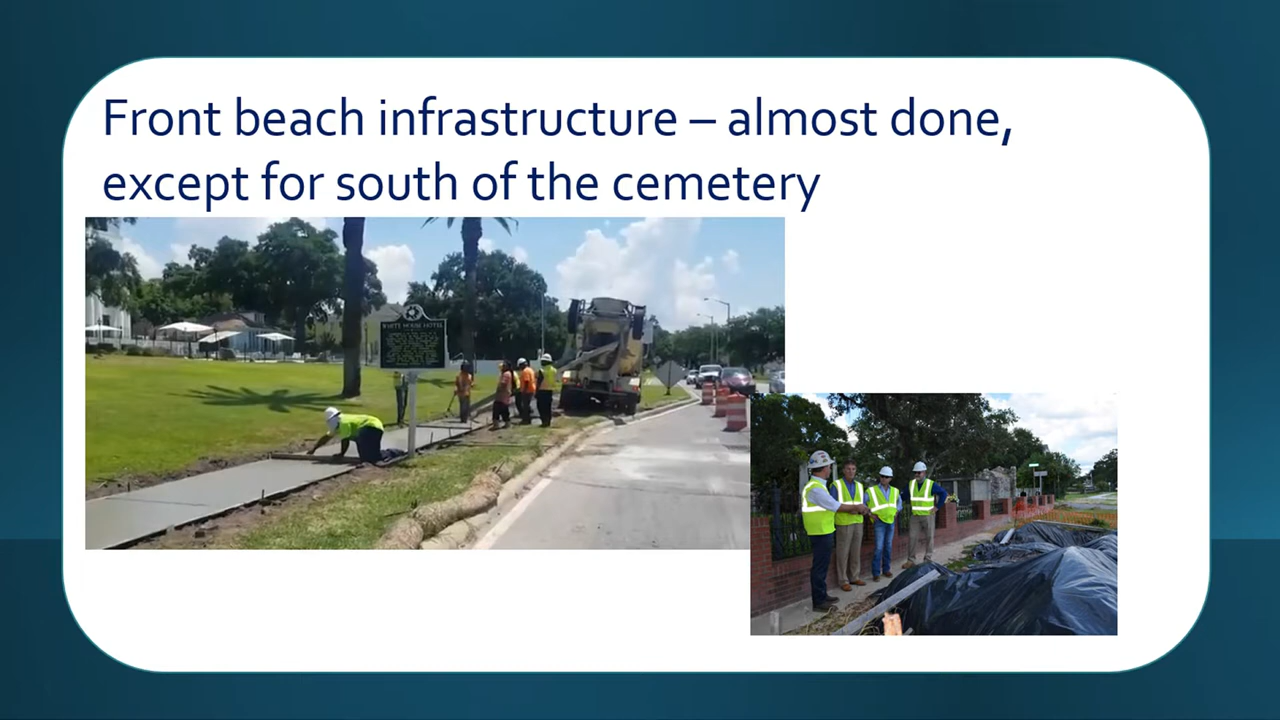 Front beach infrastructure – almost done,
except for south of the cemetery
WHITE HOUSE HOTEL